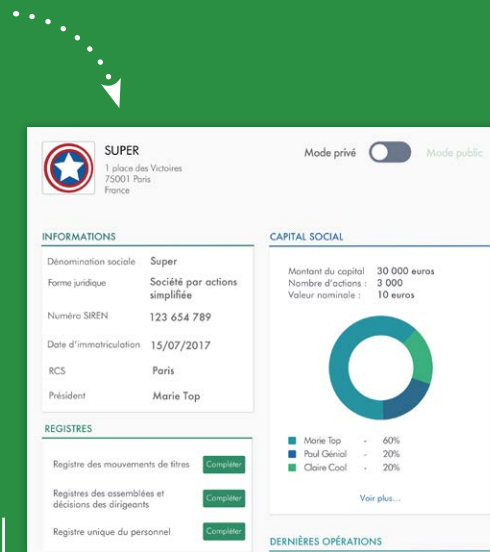 SUPER
1 place des Victoires
75001 Paris
France
Mode privé
Mode public
INFORMATIONS
Dénomination sociale Super
Forme juridique Société par actions
simplifiée
Numéro SIREN 123 654 789
Date d'immatriculation 15/07/2017
RCS Paris
Président Marie Top
REGISTRES
Registre des mouvements de titres Compléter
Registres des assemblés et
décisions des dirigeants Compléter
Registre unique du personnel Compléter
CAPITAL SOCIAL
Montant du capital 30 000 euros
Nombre d'actions : 3 000
Valeur nominale : 10 euros
Marie Top - 60%
Paul Génial - 20%
Claire Cool - 20%
Voir plus...
DERNIÈRES OPÉRATIONS